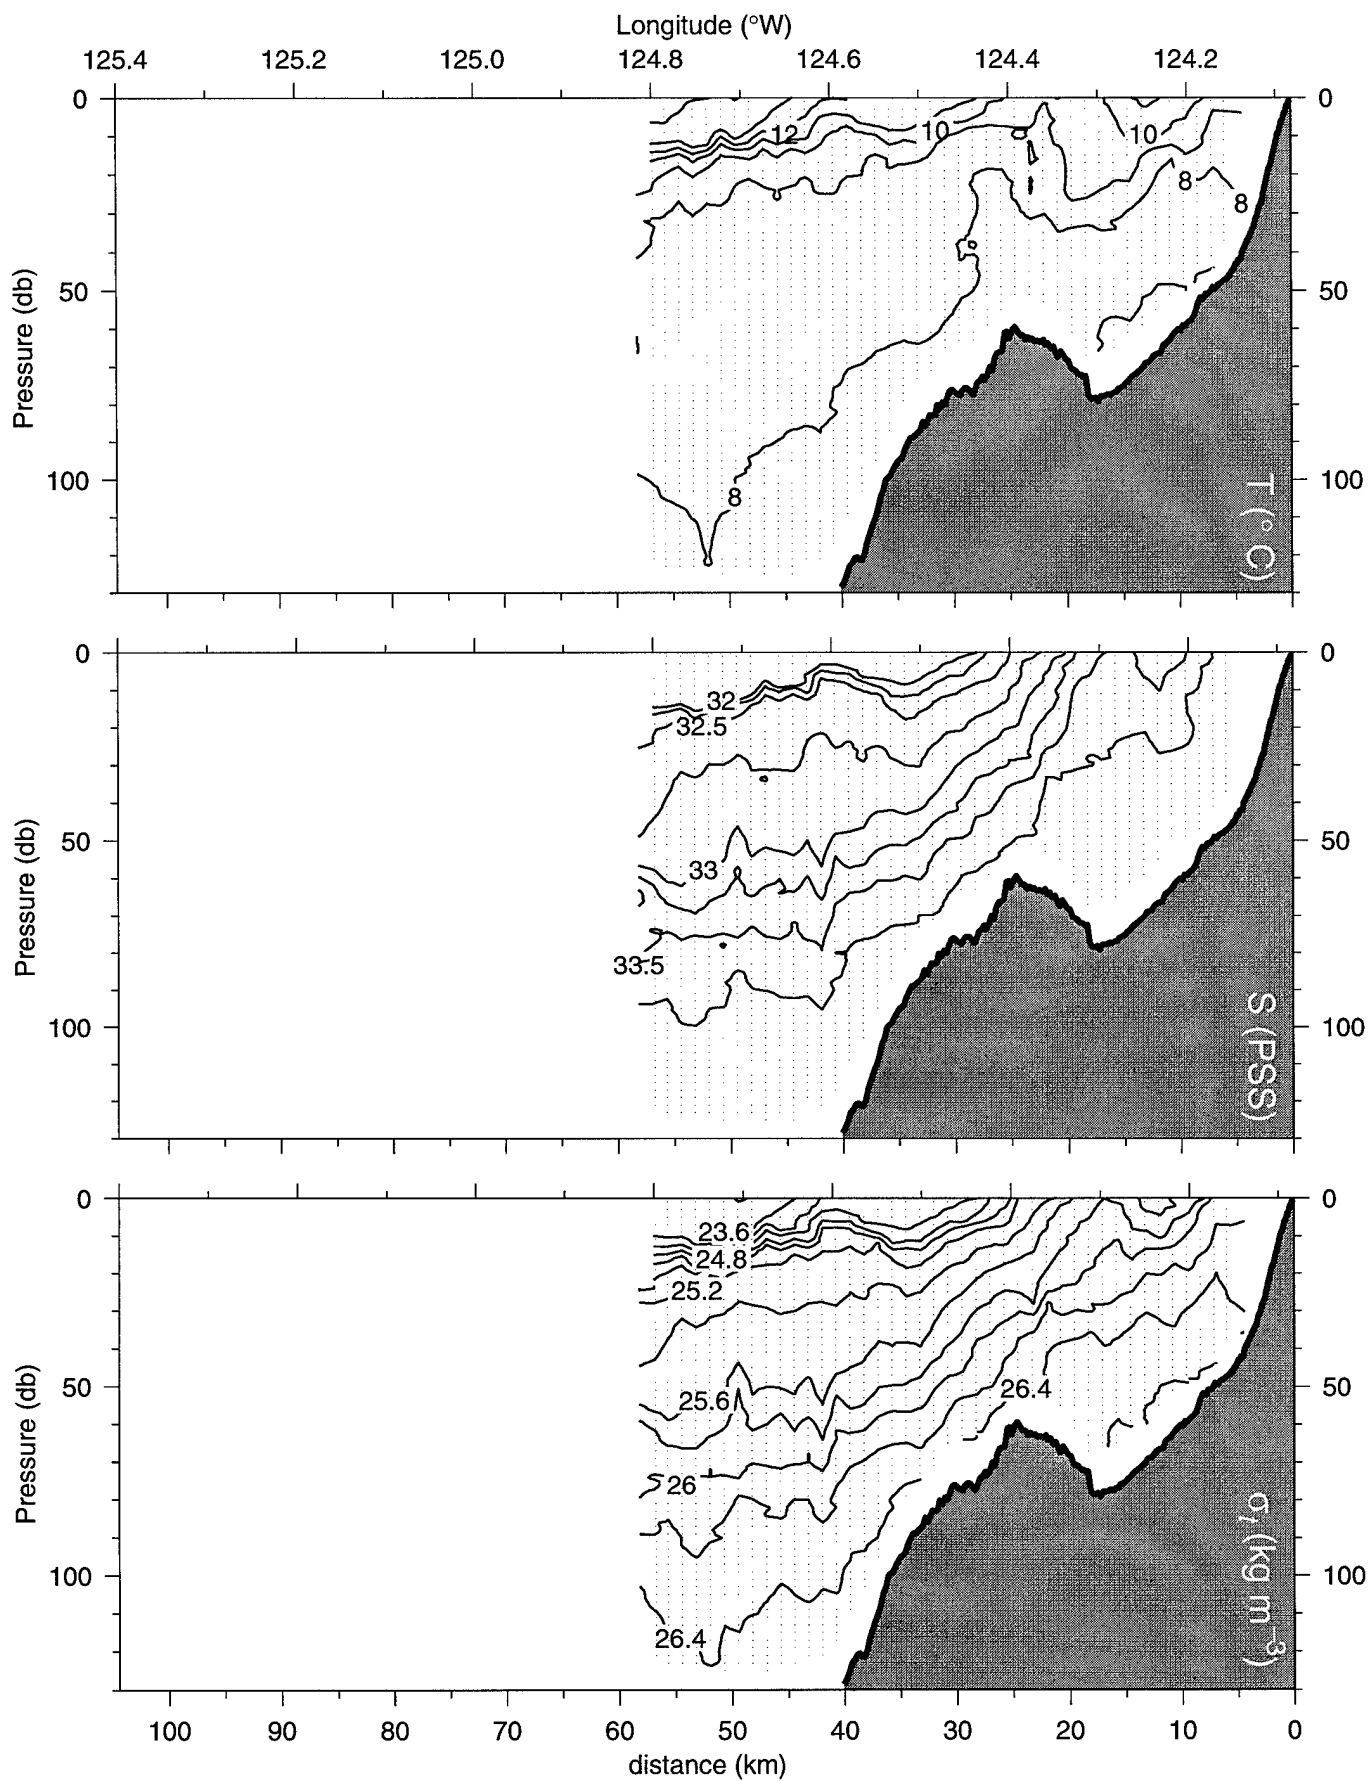 Longitude (°W)
125.4 125.2 125.0 124.8 124.6 124.4 124.2
0 0
12 10 10
8
8
50 50
Pressure (db)
100 100
8
T (° C)
0 0
32
32.5
50 50
Pressure (db)
33
33.5
100 100
S (PSS)
0 0
23.6
24.8
25.2
50 50
26.4
25.6
Pressure (db)
26
100 100
26.4
σt (kg m−3)
100 90 80 70 60 50 40 30 20 10 0
distance (km)